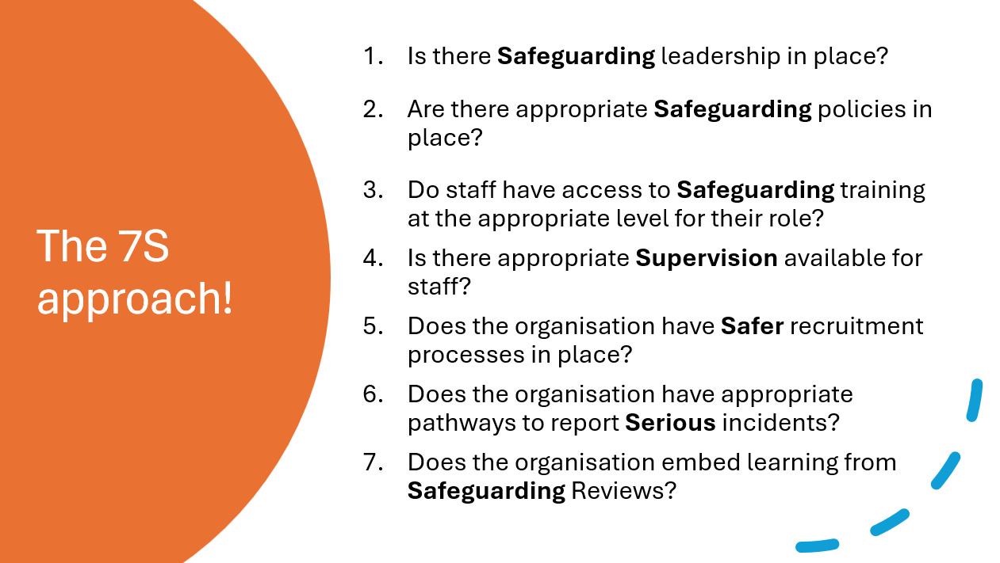 The 7S
approach!
1. Is there Safeguarding leadership in place?
2. Are there appropriate Safeguarding policies in
place?
3. Do staff have access to Safeguarding training
at the appropriate level for their role?
4. Is there appropriate Supervision available for
staff?
5. Does the organisation have Safer recruitment
processes in place?
6. Does the organisation have appropriate
pathways to report Serious incidents?
7. Does the organisation embed learning from
Safeguarding Reviews?